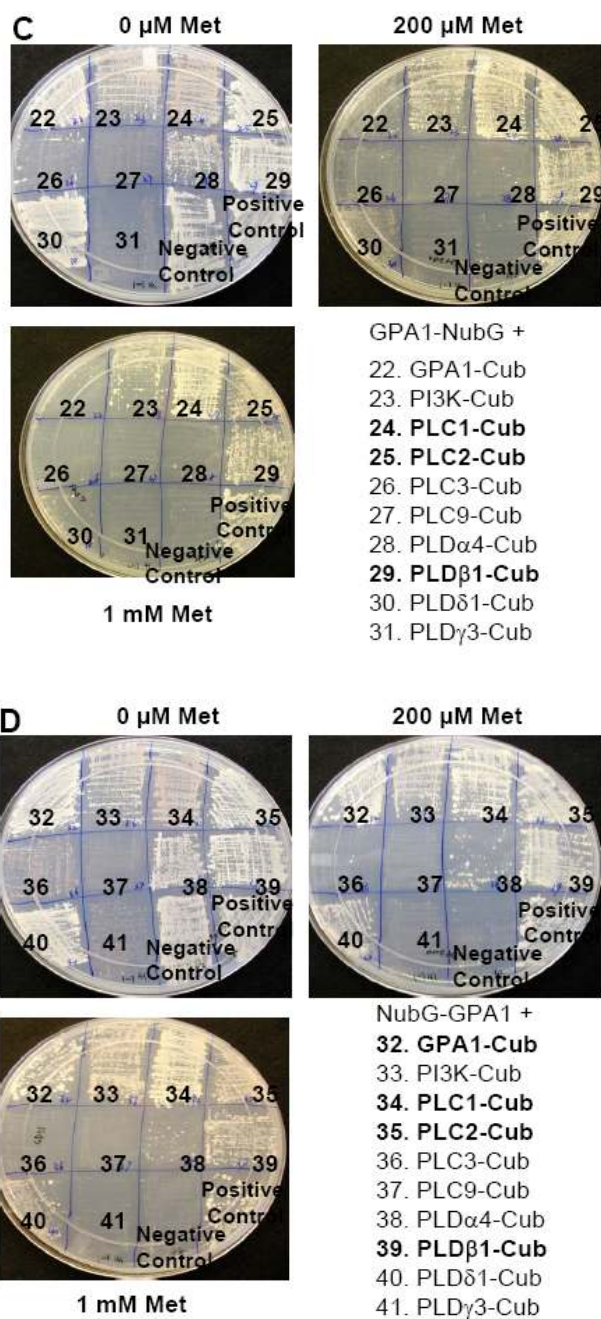 C
0 µM Met
200 µM Met
22 23 24 25
26 27 28 29
30 31 Positive Control
Negative Control
22 23 24 25
26 27 28 29
30 31 Positive Control
Negative Control
22 23 24 25
26 27 28 29
30 31 Positive Control
Negative Control
1 mM Met
GPA1-NubG +
22. GPA1-Cub
23. PI3K-Cub
24. PLC1-Cub
25. PLC2-Cub
26. PLC3-Cub
27. PLC9-Cub
28. PLDα4-Cub
29. PLDβ1-Cub
30. PLDδ1-Cub
31. PLDγ3-Cub
D
0 µM Met
200 µM Met
32 33 34 35
36 37 38 39
40 41 Positive Control
Negative Control
32 33 34 35
36 37 38 39
40 41 Positive Control
Negative Control
32 33 34 35
36 37 38 39
40 41 Positive Control
Negative Control
1 mM Met
NubG-GPA1 +
32. GPA1-Cub
33. PI3K-Cub
34. PLC1-Cub
35. PLC2-Cub
36. PLC3-Cub
37. PLC9-Cub
38. PLDα4-Cub
39. PLDβ1-Cub
40. PLDδ1-Cub
41. PLDγ3-Cub